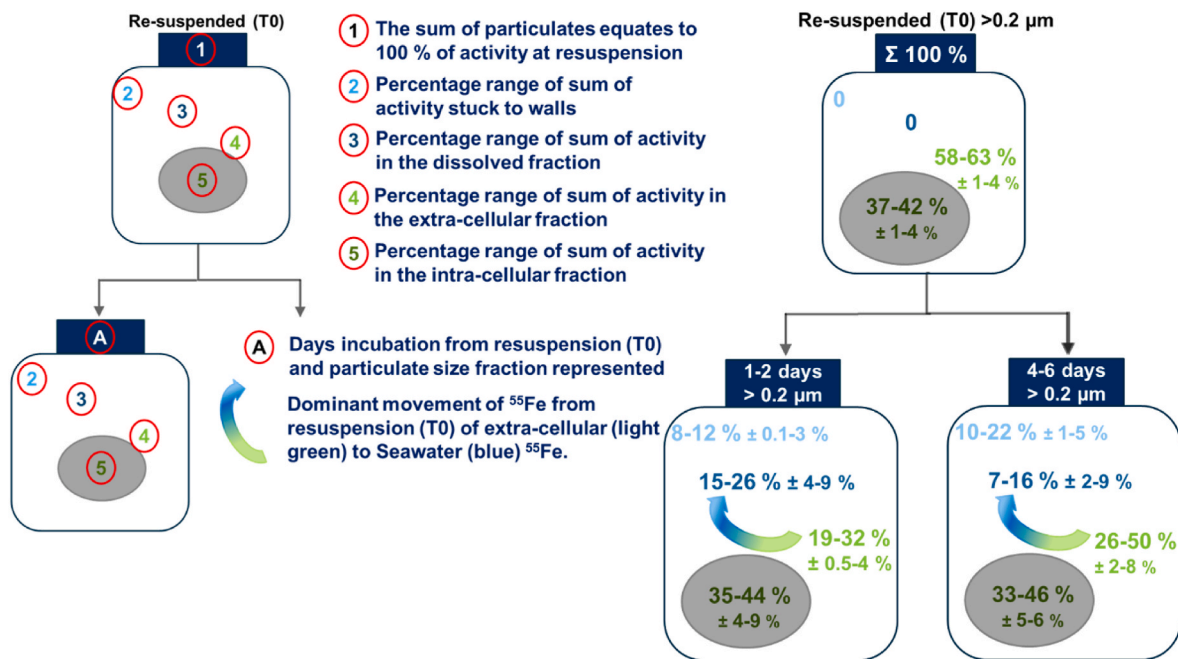 Re-suspended (T0)
1
2
3
4
5
1 The sum of particulates equates to
100 % of activity at resuspension
2 Percentage range of sum of
activity stuck to walls
3 Percentage range of sum of activity
in the dissolved fraction
4 Percentage range of sum of activity in
the extra-cellular fraction
5 Percentage range of sum of activity
in the intra-cellular fraction
A
2
3
4
5
A Days incubation from resuspension (T0)
and particulate size fraction represented
Dominant movement of ⁵⁵Fe from
resuspension (T0) of extra-cellular (light
green) to Seawater (blue) ⁵⁵Fe.
Re-suspended (T0) >0.2 µm
Σ 100 %
0
0
58-63 %
± 1-4 %
37-42 %
± 1-4 %
1-2 days
> 0.2 µm
8-12 % ± 0.1-3 %
15-26 % ± 4-9 %
19-32 %
± 0.5-4 %
35-44 %
± 4-9 %
4-6 days
> 0.2 µm
10-22 % ± 1-5 %
7-16 % ± 2-9 %
26-50 %
± 2-8 %
33-46 %
± 5-6 %